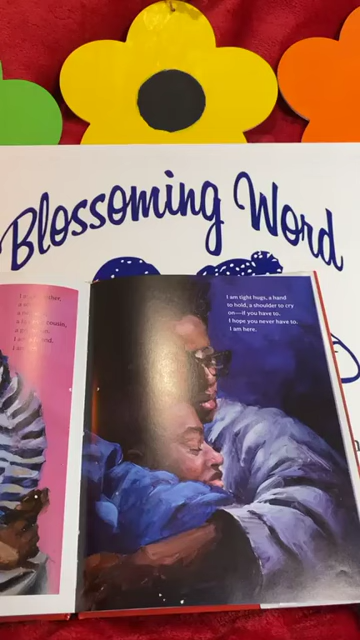 Blossoming Word
I am tight hugs, a hand
to hold, a shoulder to cry
on—if you have to.
I hope you never have to.
I am here.
cousin,